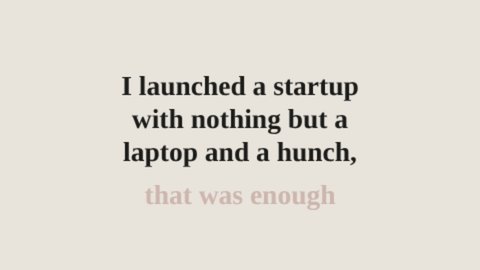 I launched a startup
with nothing but a
laptop and a hunch,
that was enough